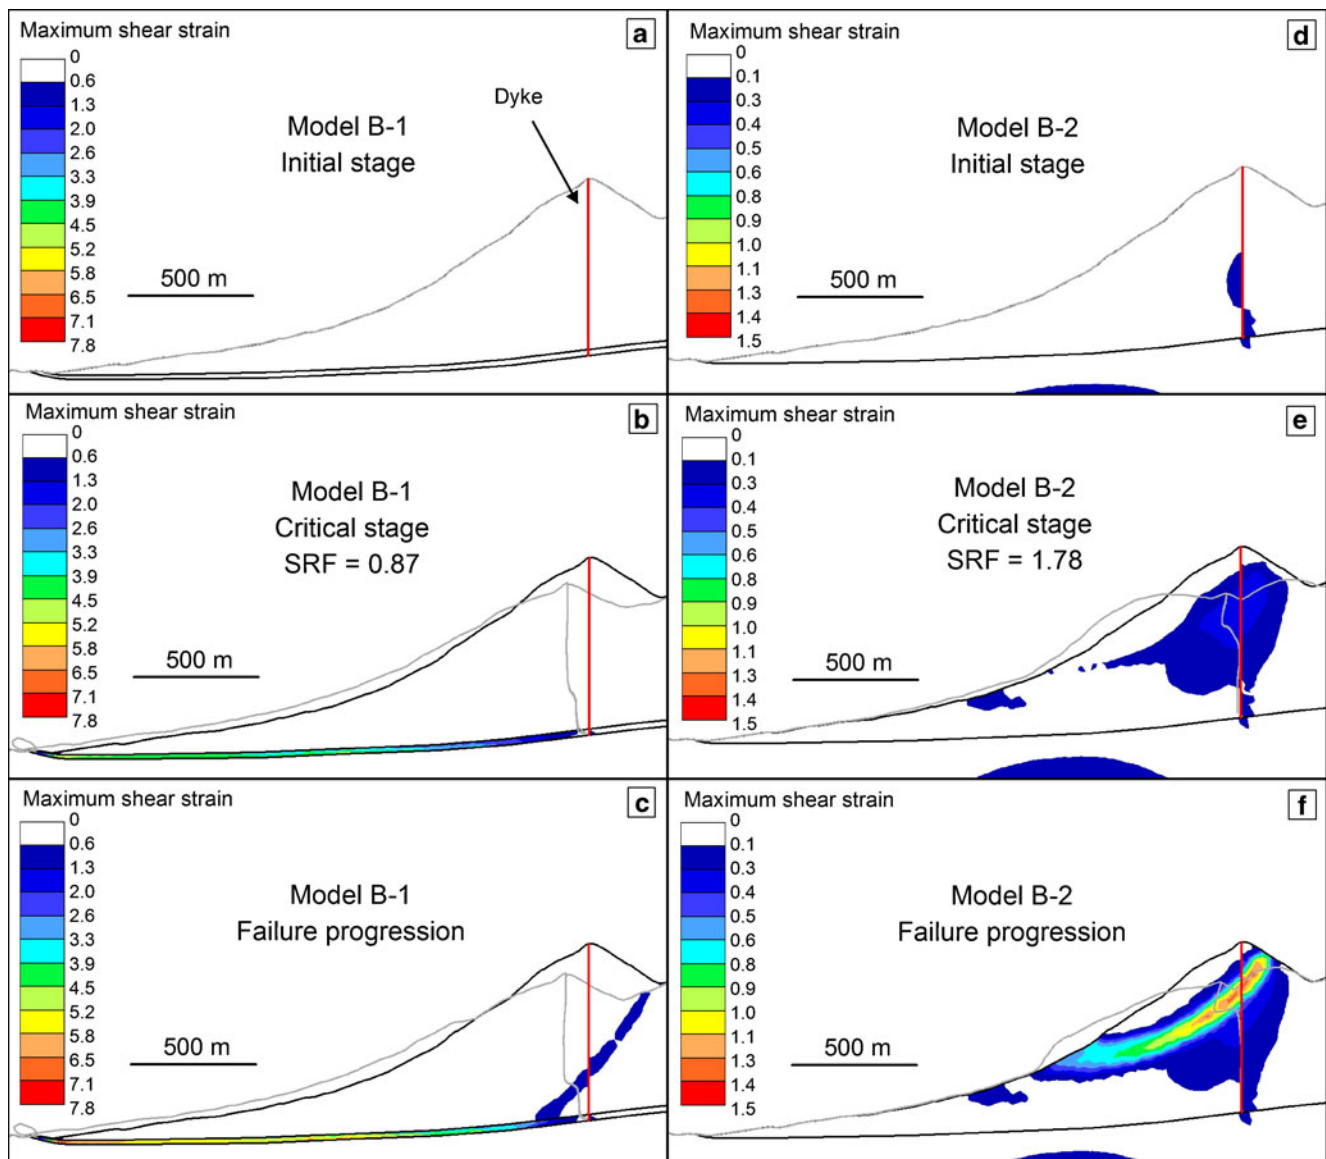 Maximum shear strain
a
0
0.6
1.3
2.0
2.6
3.3
3.9
4.5
5.2
5.8
6.5
7.1
7.8
Dyke
Model B-1
Initial stage
500 m
Maximum shear strain
d
0
0.1
0.3
0.4
0.5
0.6
0.8
0.9
1.0
1.1
1.3
1.4
1.5
Model B-2
Initial stage
500 m
Maximum shear strain
b
0
0.6
1.3
2.0
2.6
3.3
3.9
4.5
5.2
5.8
6.5
7.1
7.8
Model B-1
Critical stage
SRF = 0.87
500 m
Maximum shear strain
e
0
0.1
0.3
0.4
0.5
0.6
0.8
0.9
1.0
1.1
1.3
1.4
1.5
Model B-2
Critical stage
SRF = 1.78
500 m
Maximum shear strain
c
0
0.6
1.3
2.0
2.6
3.3
3.9
4.5
5.2
5.8
6.5
7.1
7.8
Model B-1
Failure progression
500 m
Maximum shear strain
f
0
0.1
0.3
0.4
0.5
0.6
0.8
0.9
1.0
1.1
1.3
1.4
1.5
Model B-2
Failure progression
500 m